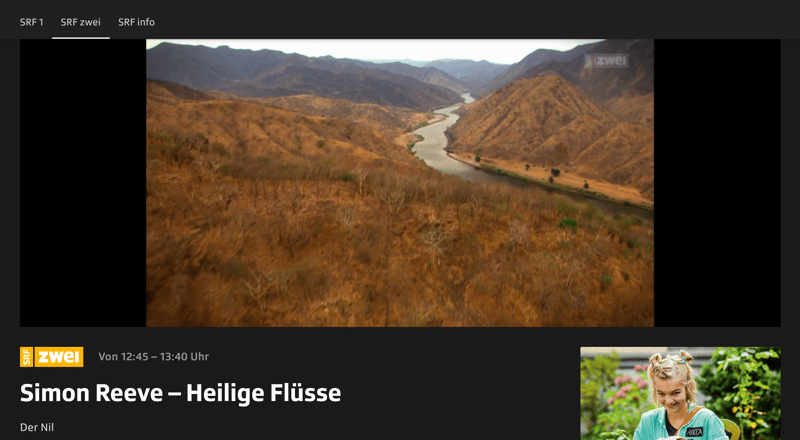 SRF 1 SRF zwei SRF info
zwei
SRF zwei Von 12:45 – 13:40 Uhr
Simon Reeve – Heilige Flüsse
Der Nil